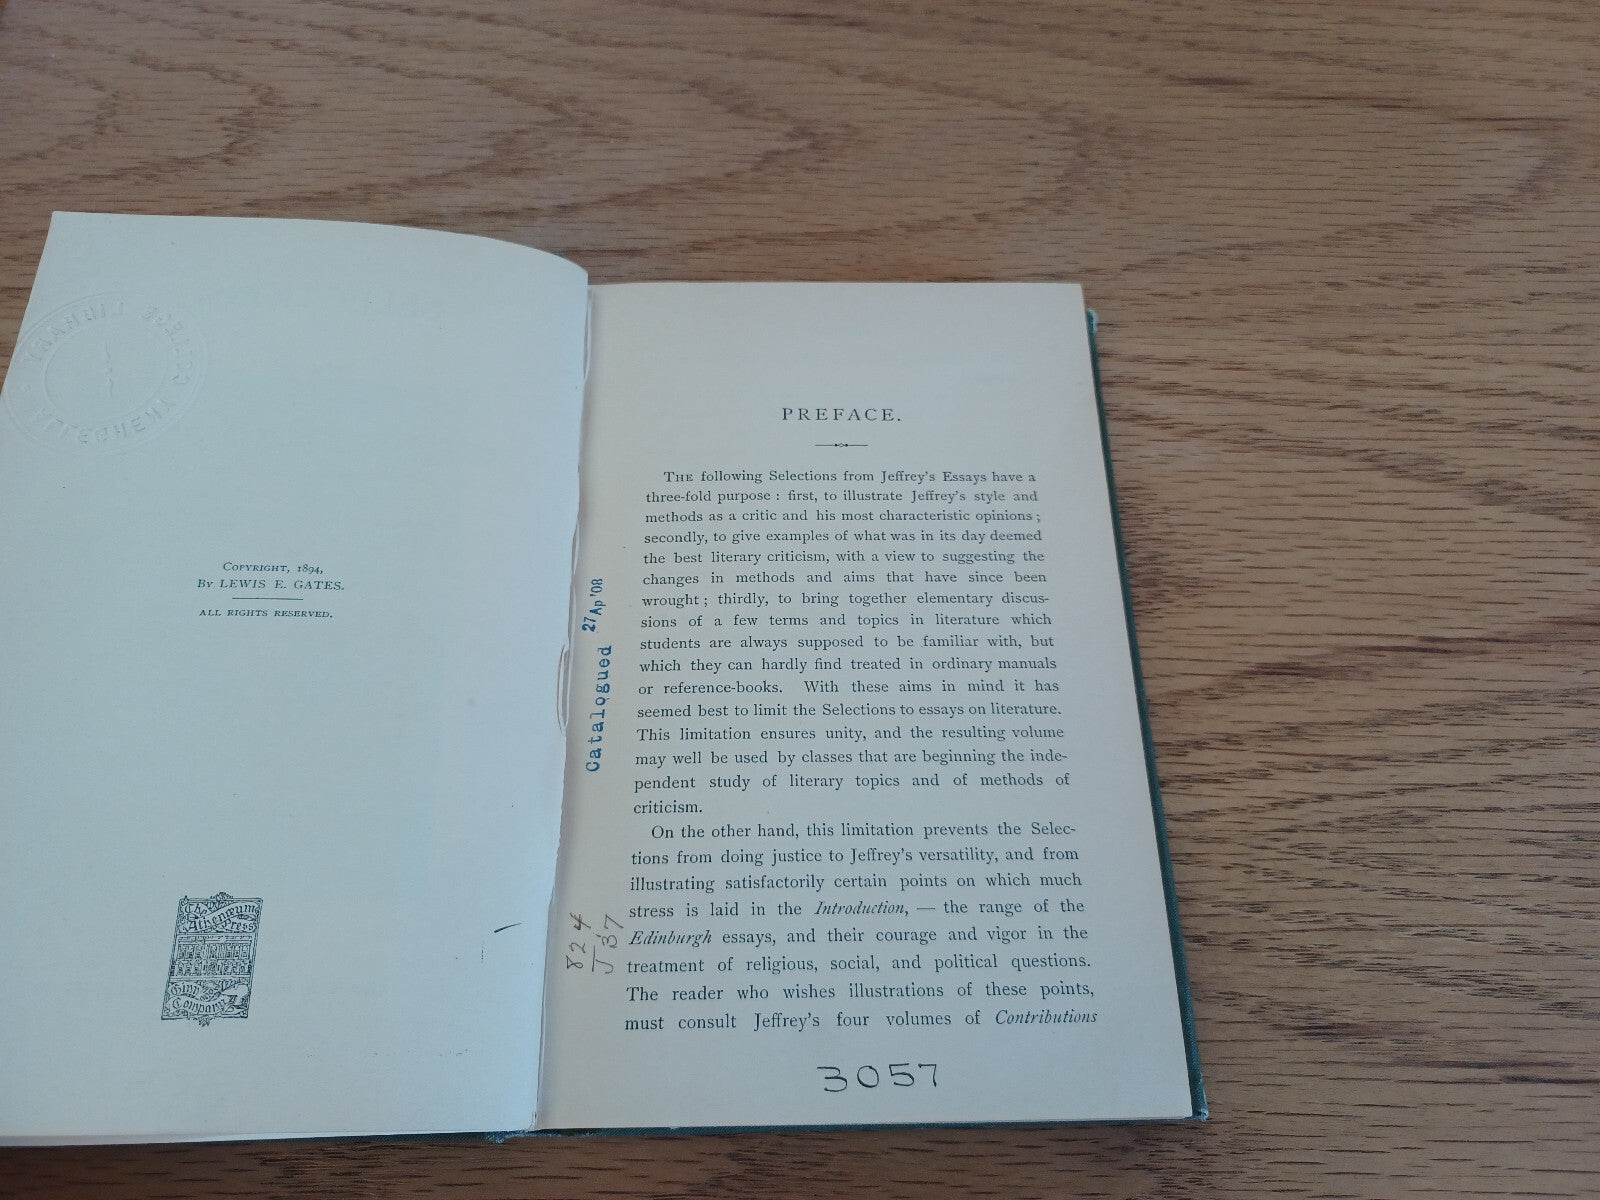 COLLEGE LIBRARY
ALLEGHENY
COPYRIGHT, 1894,
BY LEWIS E. GATES.
ALL RIGHTS RESERVED.
The
Athenæum
Press
Ginn
Company
Catalogued 27 Ap '08
824
J37
PREFACE.
THE following Selections from Jeffrey's Essays have a
three-fold purpose : first, to illustrate Jeffrey's style and
methods as a critic and his most characteristic opinions ;
secondly, to give examples of what was in its day deemed
the best literary criticism, with a view to suggesting the
changes in methods and aims that have since been
wrought ; thirdly, to bring together elementary discus-
sions of a few terms and topics in literature which
students are always supposed to be familiar with, but
which they can hardly find treated in ordinary manuals
or reference-books. With these aims in mind it has
seemed best to limit the Selections to essays on literature.
This limitation ensures unity, and the resulting volume
may well be used by classes that are beginning the inde-
pendent study of literary topics and of methods of
criticism.
On the other hand, this limitation prevents the Selec-
tions from doing justice to Jeffrey's versatility, and from
illustrating satisfactorily certain points on which much
stress is laid in the Introduction, — the range of the
Edinburgh essays, and their courage and vigor in the
treatment of religious, social, and political questions.
The reader who wishes illustrations of these points,
must consult Jeffrey's four volumes of Contributions
3057